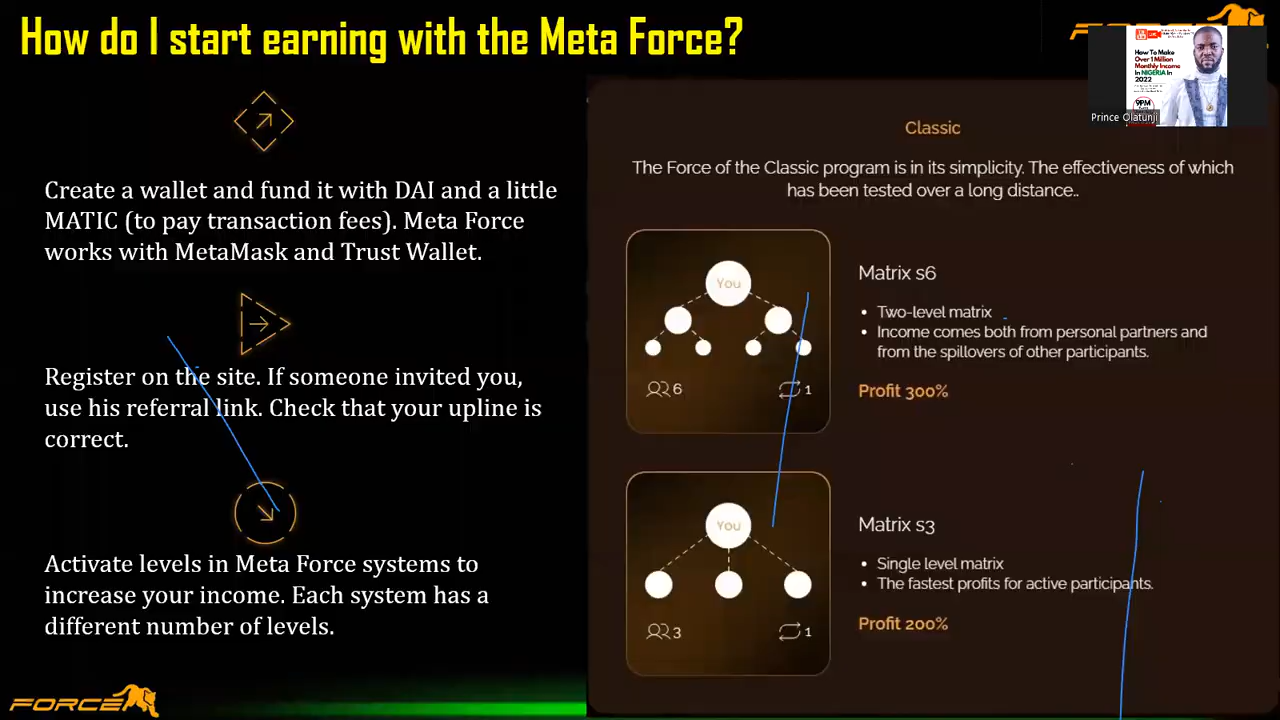 How do I start earning with the Meta Force?
Create a wallet and fund it with DAI and a little
MATIC (to pay transaction fees). Meta Force
works with MetaMask and Trust Wallet.
Register on the site. If someone invited you,
use his referral link. Check that your upline is
correct.
Activate levels in Meta Force systems to
increase your income. Each system has a
different number of levels.
FORCE
Classic
The Force of the Classic program is in its simplicity. The effectiveness of which
has been tested over a long distance..
You
6
1
Matrix s6
Two-level matrix
Income comes both from personal partners and
from the spillovers of other participants.
Profit 300%
You
3
1
Matrix s3
Single level matrix
The fastest profits for active participants.
Profit 200%
How To Make
Over 1 Million
Monthly Income
In NIGERIA In
2022
9PM
Prince Olatunji